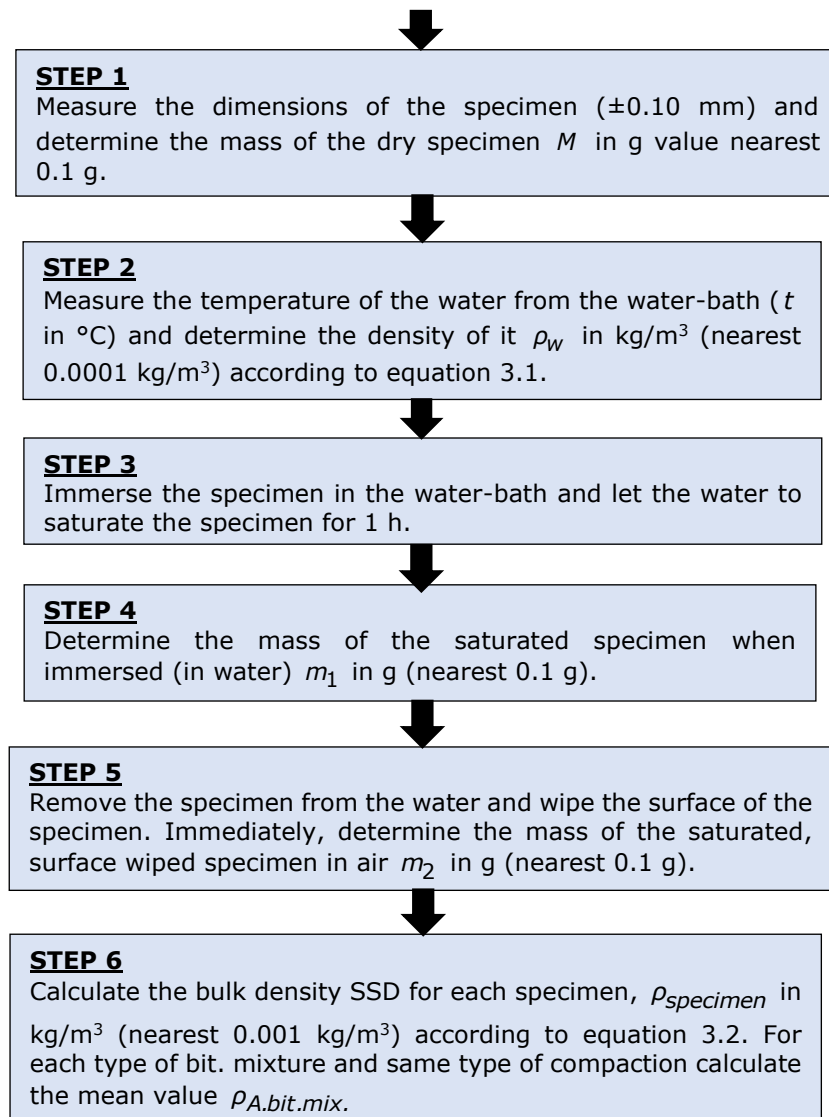 STEP 1
Measure the dimensions of the specimen (±0.10 mm) and
determine the mass of the dry specimen M in g value nearest
0.1 g.
STEP 2
Measure the temperature of the water from the water-bath (t
in °C) and determine the density of it ρw in kg/m³ (nearest
0.0001 kg/m³) according to equation 3.1.
STEP 3
Immerse the specimen in the water-bath and let the water to
saturate the specimen for 1 h.
STEP 4
Determine the mass of the saturated specimen when
immersed (in water) m1 in g (nearest 0.1 g).
STEP 5
Remove the specimen from the water and wipe the surface of the
specimen. Immediately, determine the mass of the saturated,
surface wiped specimen in air m2 in g (nearest 0.1 g).
STEP 6
Calculate the bulk density SSD for each specimen, ρspecimen in
kg/m³ (nearest 0.001 kg/m³) according to equation 3.2. For
each type of bit. mixture and same type of compaction calculate
the mean value ρA.bit.mix.